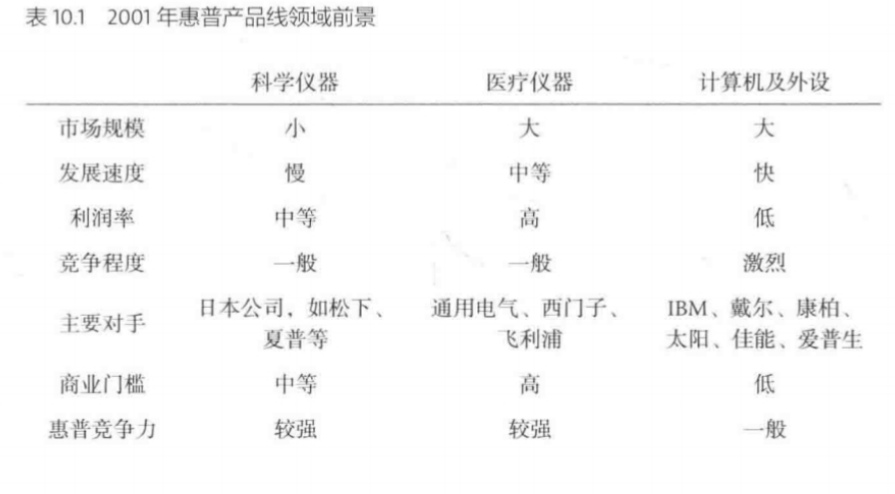 表 10.1 2001 年惠普产品线领域前景
科学仪器 医疗仪器 计算机及外设
市场规模 小 大 大
发展速度 慢 中等 快
利润率 中等 高 低
竞争程度 一般 一般 激烈
主要对手 日本公司，如松下、夏普等 通用电气、西门子、飞利浦 IBM、戴尔、康柏、太阳、佳能、爱普生
商业门槛 中等 高 低
惠普竞争力 较强 较强 一般